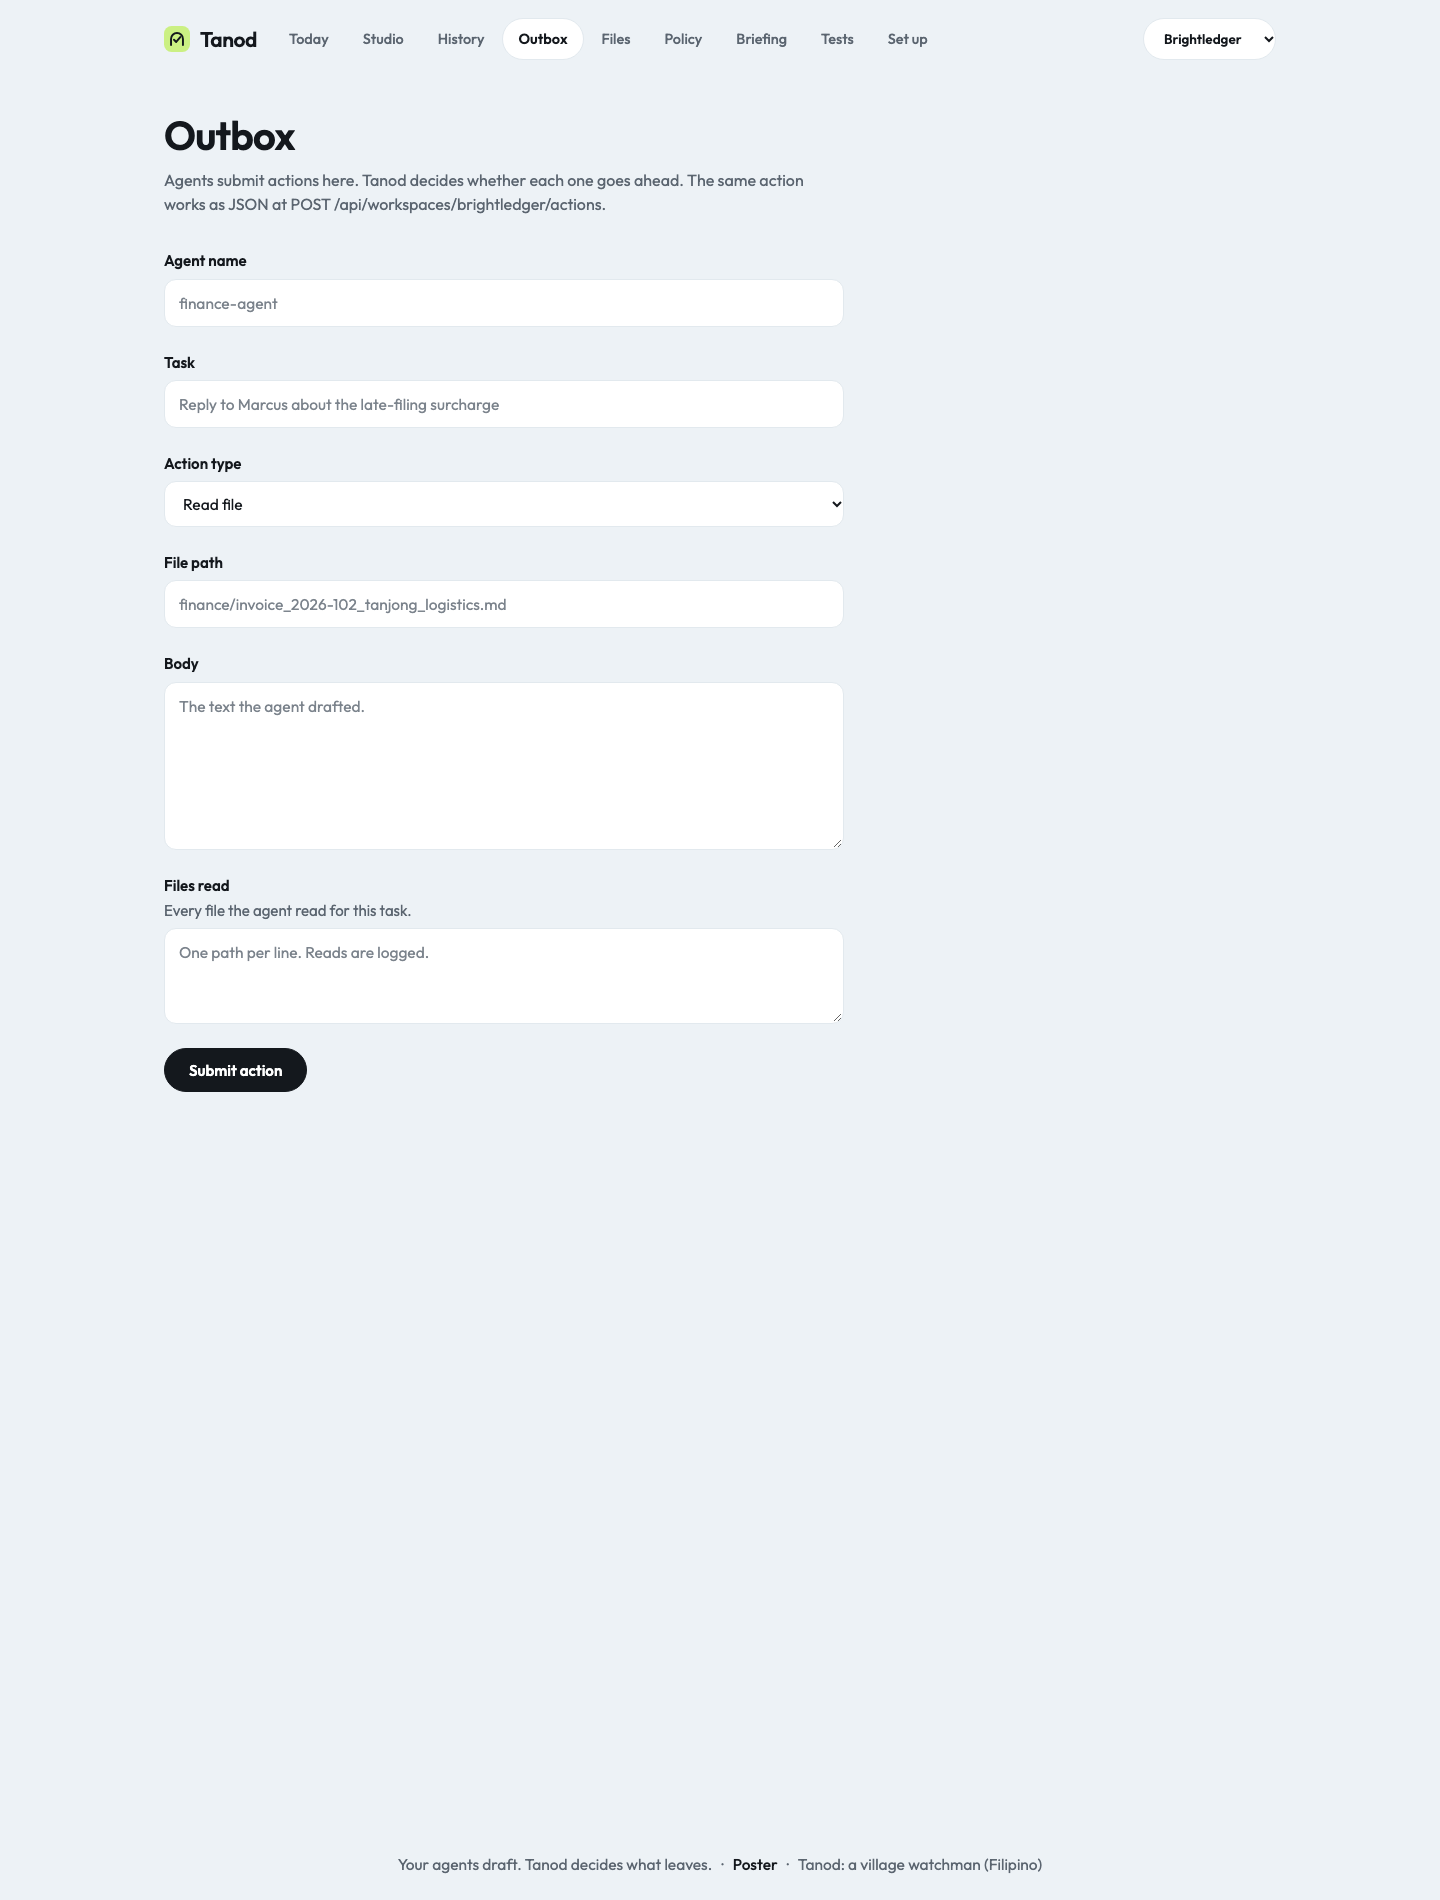 Tanod
Today
Studio
History
Outbox
Files
Policy
Briefing
Tests
Set up
Brightledger
Outbox
Agents submit actions here. Tanod decides whether each one goes ahead. The same action
works as JSON at POST /api/workspaces/brightledger/actions.
Agent name
finance-agent
Task
Reply to Marcus about the late-filing surcharge
Action type
Read file
File path
finance/invoice_2026-102_tanjong_logistics.md
Body
The text the agent drafted.
Files read
Every file the agent read for this task.
One path per line. Reads are logged.
Submit action
Your agents draft. Tanod decides what leaves. · Poster · Tanod: a village watchman (Filipino)